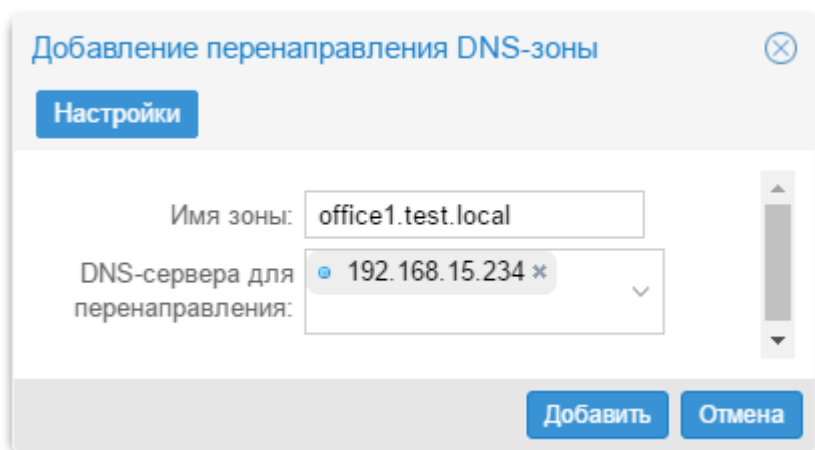 Добавление перенаправления DNS-зоны
Настройки
Имя зоны: office1.test.local
DNS-сервера для перенаправления: 192.168.15.234
Добавить Отмена